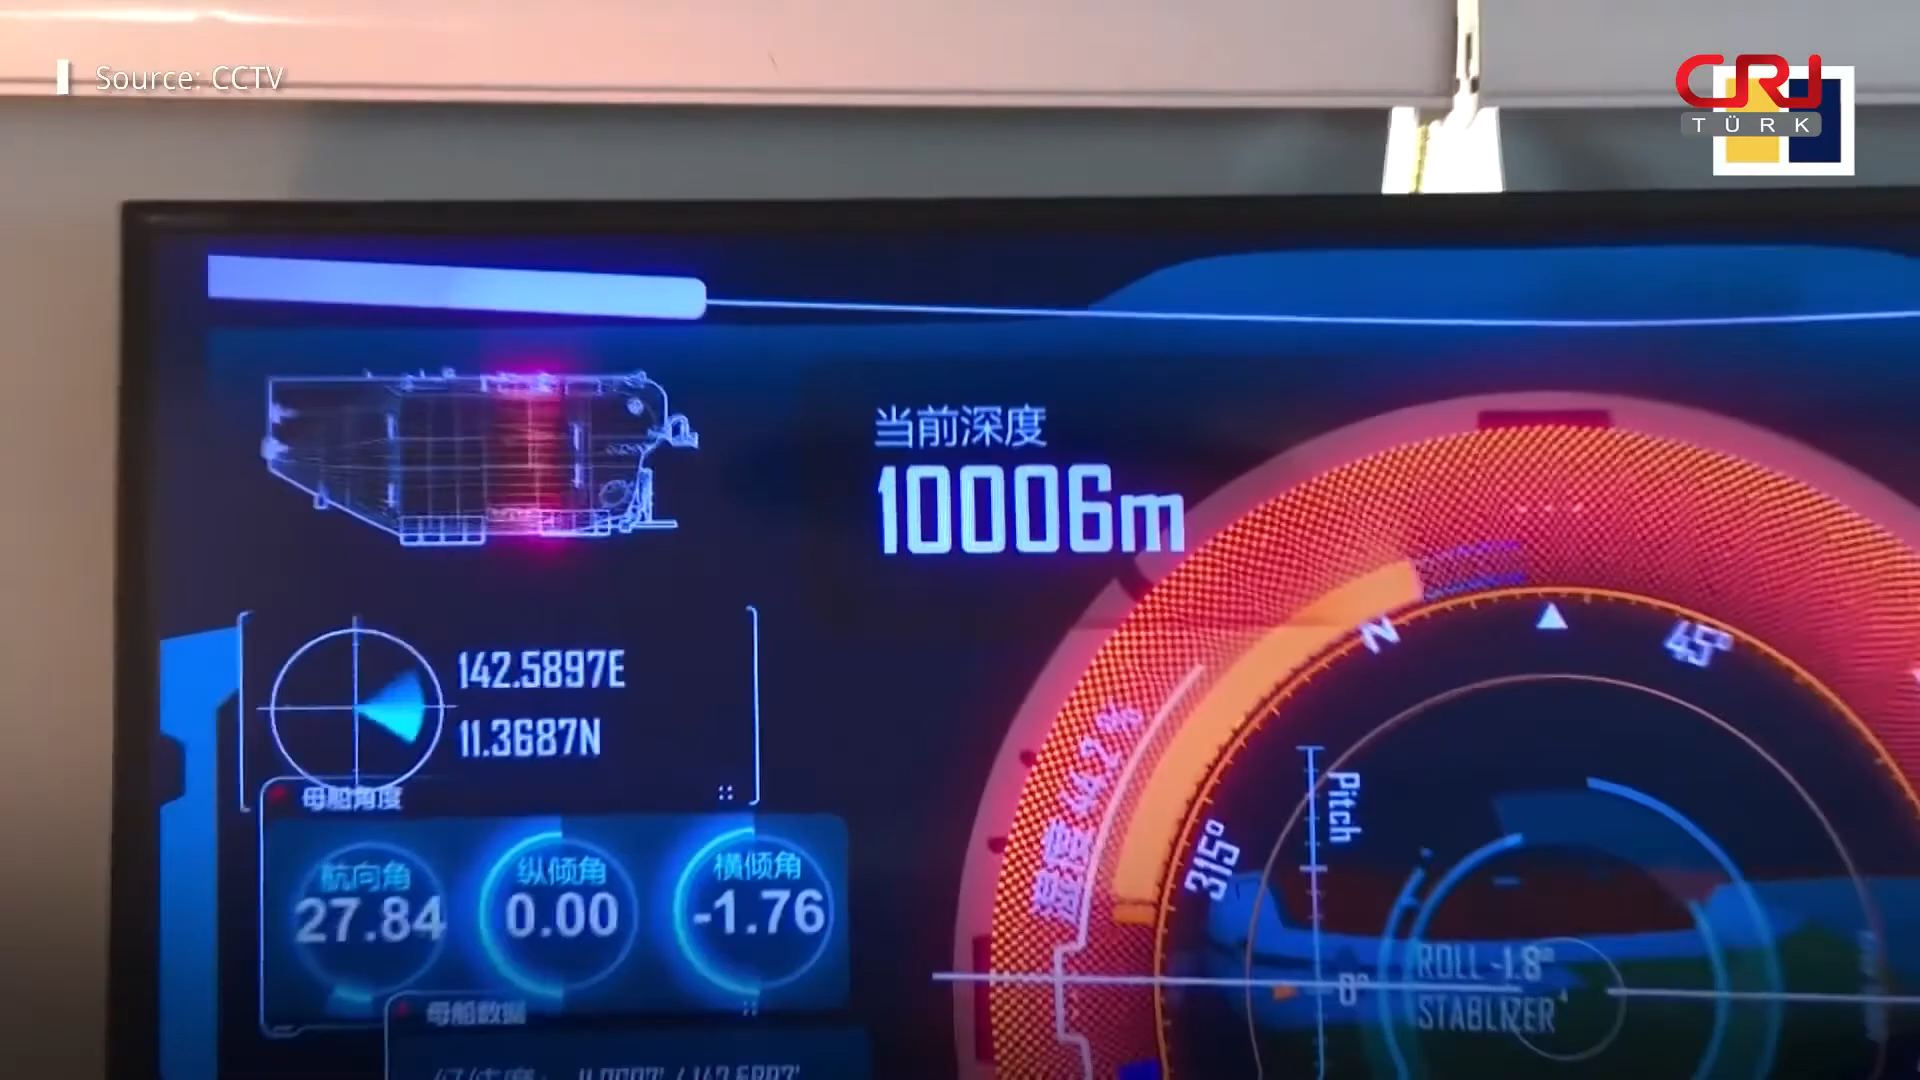 Source: CCTV
CRI
TÜRK
当前深度
10006m
142.5897E
11.3687N
母船角度
航向角
27.84
纵倾角
0.00
横倾角
-1.76
母船数据
N
45°
315°
Pitch
0°
ROLL -1.8°
STABLIZER